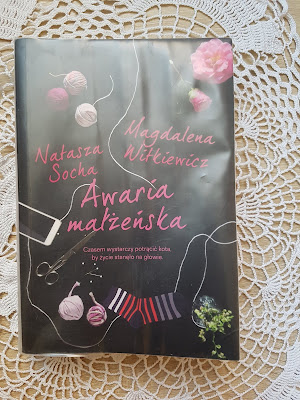 Natasza
Socha
Magdalena
Witkiewicz
Awaria
małżeńska
Czasem wystarczy potrącić kota,
by życie stanęło na głowie.